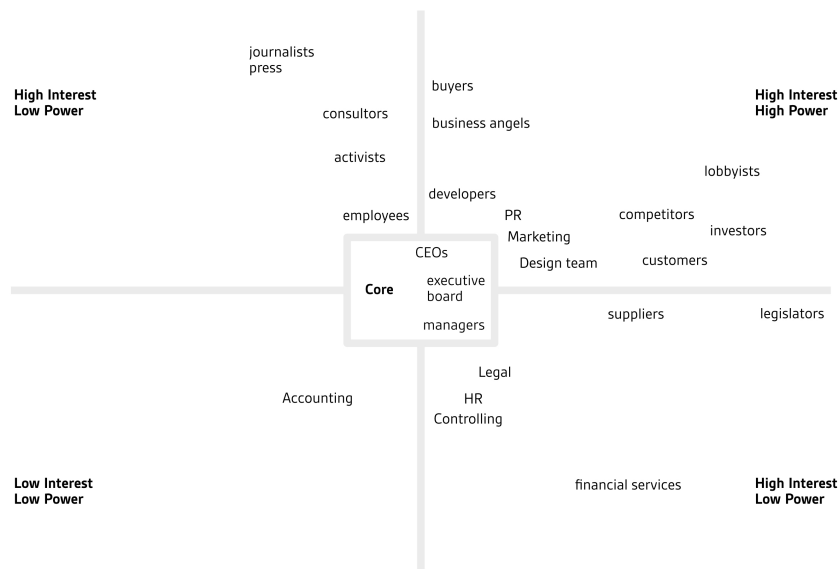 journalists
press
High Interest
Low Power
buyers
High Interest
High Power
consultors
business angels
activists
lobbyists
developers
employees
PR
competitors
Marketing
investors
CEOs
Design team
customers
Core
executive
board
managers
suppliers
legislators
Legal
Accounting
HR
Controlling
Low Interest
Low Power
financial services
High Interest
Low Power